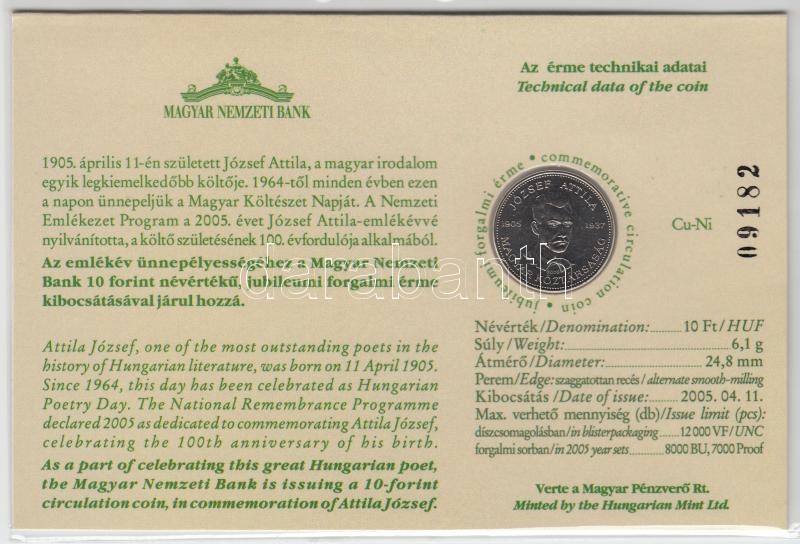 MAGYAR NEMZETI BANK
1905. április 11-én született József Attila, a magyar irodalom
egyik legkiemelkedőbb költője. 1964-től minden évben ezen
a napon ünnepeljük a Magyar Költészet Napját. A Nemzeti
Emlékezet Program a 2005. évet József Attila-emlékévvé
nyilvánította, a költő születésének 100. évfordulója alkalmából.
Az emlékév ünnepélyességéhez a Magyar Nemzeti
Bank 10 forint névértékű, jubileumi forgalmi érme
kibocsátásával járul hozzá.
Attila József, one of the most outstanding poets in the
history of Hungarian literature, was born on 11 April 1905.
Since 1964, this day has been celebrated as Hungarian
Poetry Day. The National Remembrance Programme
declared 2005 as dedicated to commemorating Attila József,
celebrating the 100th anniversary of his birth.
As a part of celebrating this great Hungarian poet,
the Magyar Nemzeti Bank is issuing a 10-forint
circulation coin, in commemoration of Attila József.
Az érme technikai adatai
Technical data of the coin
jubileumi forgalmi érme • commemorative circulation coin •
JÓZSEF ATTILA
1905 1937
MAGYAR KÖZTÁRSASÁG
Cu-Ni
09182
darabanth
Névérték/Denomination: 10 Ft/HUF
Súly/Weight: 6,1 g
Átmérő/Diameter: 24,8 mm
Perem/Edge: szaggatottan recés/alternate smooth-milling
Kibocsátás/Date of issue: 2005. 04. 11.
Max. verhető mennyiség (db)/Issue limit (pcs):
díszcsomagolásban/in blisterpackaging 12 000 VF/UNC
forgalmi sorban/in 2005 year sets 8000 BU, 7000 Proof
Verte a Magyar Pénzverő Rt.
Minted by the Hungarian Mint Ltd.